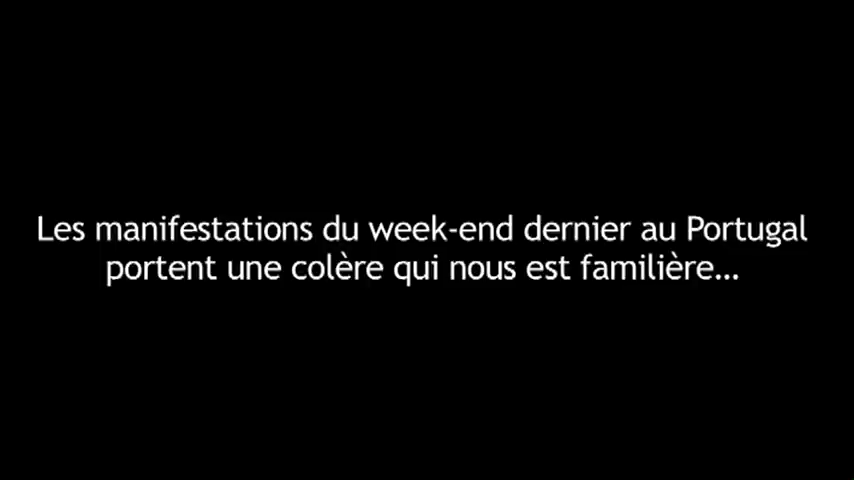 Les manifestations du week-end dernier au Portugal
portent une colère qui nous est familière...